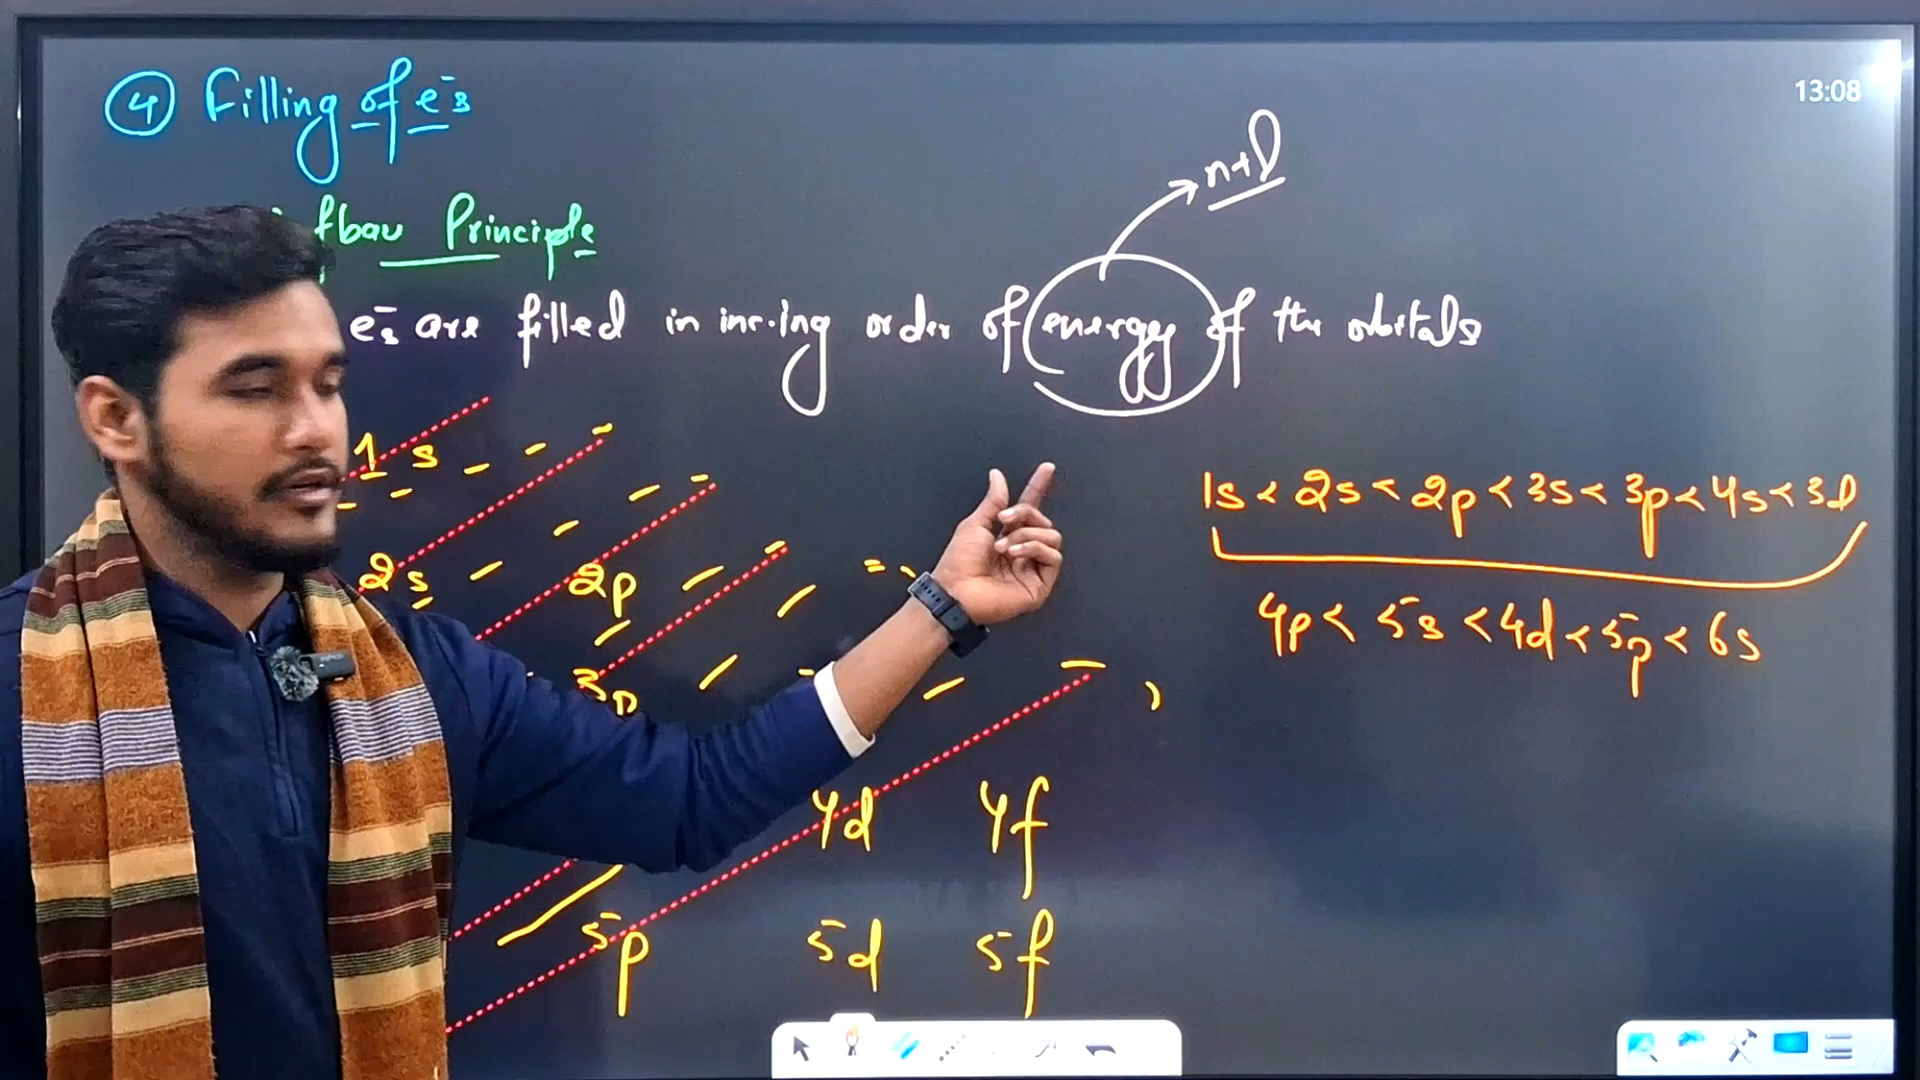 ④ Filling of e⁻s
13:08
n+l
fbau Principle
e⁻s are filled in inc.ing order of energy of the orbitals
1s
1s < 2s < 2p < 3s < 3p < 4s < 3d
2s 2p
4p < 5s < 4d < 5p < 6s
3p
4d 4f
5p 5d 5f